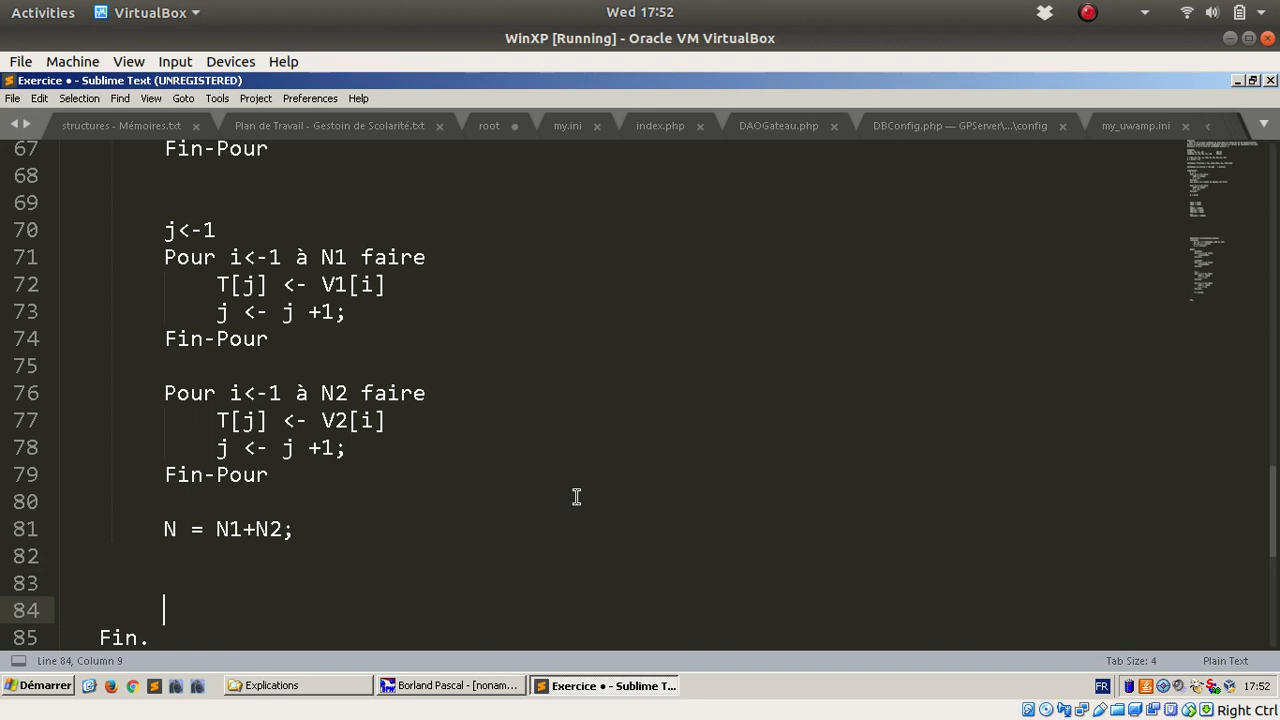 Activities VirtualBox Wed 17:52
WinXP [Running] - Oracle VM VirtualBox
File Machine View Input Devices Help
Exercice • - Sublime Text (UNREGISTERED)
File Edit Selection Find View Goto Tools Project Preferences Help
structures - Mémoires.txt Plan de Travail - Gestoin de Scolarité.txt root my.ini index.php DAOGateau.php DBConfig.php — GPServer\...\config my_uwamp.ini
67 Fin-Pour
68
69
70 j<-1
71 Pour i<-1 à N1 faire
72 T[j] <- V1[i]
73 j <- j +1;
74 Fin-Pour
75
76 Pour i<-1 à N2 faire
77 T[j] <- V2[i]
78 j <- j +1;
79 Fin-Pour
80
81 N = N1+N2;
82
83
84
85 Fin.
Line 84, Column 9 Tab Size: 4 Plain Text
Démarrer Explications Borland Pascal - [nonam... Exercice • - Sublime T... FR 17:52
Right Ctrl